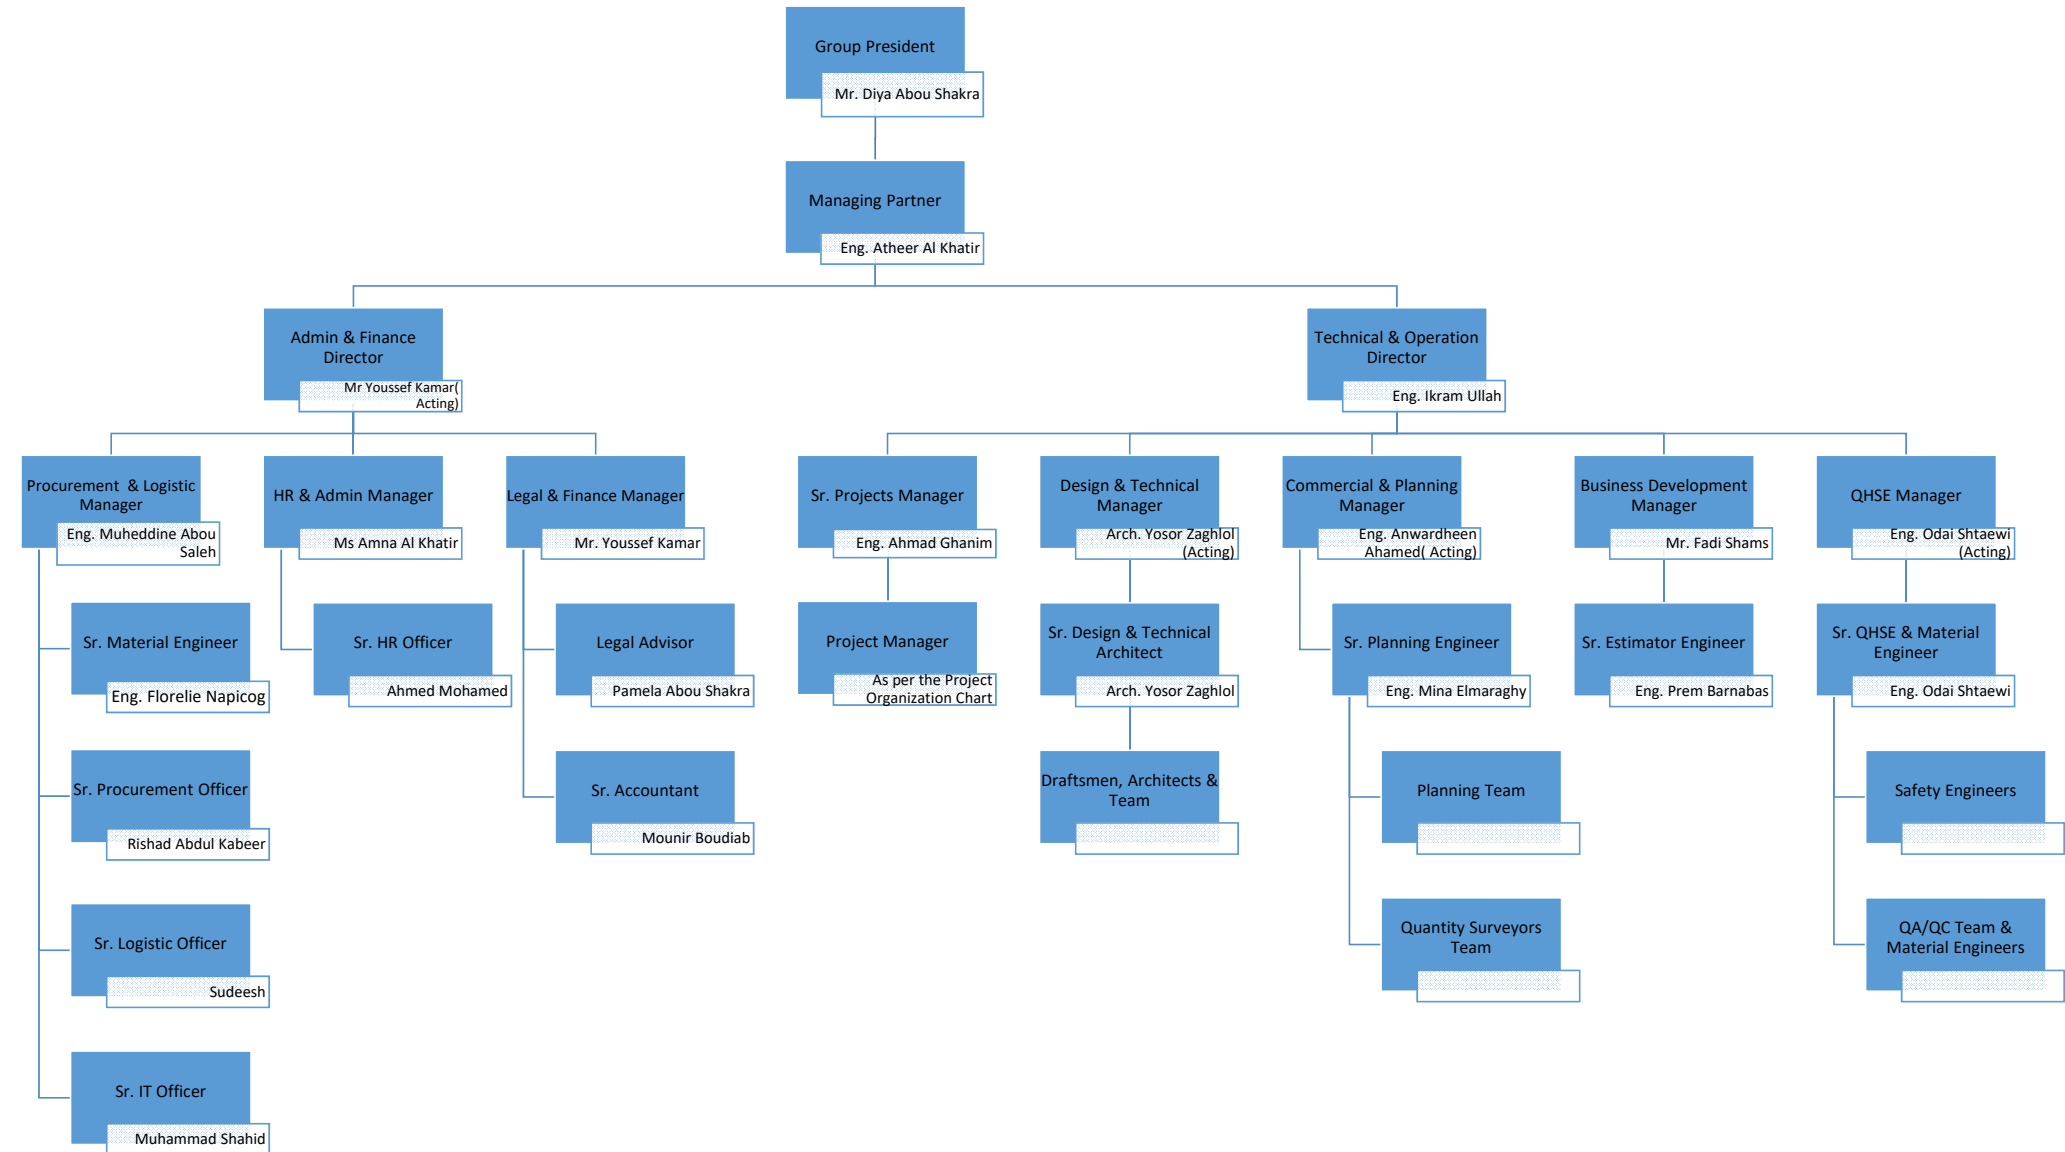 Group President
Mr. Diya Abou Shakra
Managing Partner
Eng. Atheer Al Khatir
Admin & Finance
Director
Mr Youssef Kamar(
Acting)
Technical & Operation
Director
Eng. Ikram Ullah
Procurement  & Logistic
Manager
Eng. Muheddine Abou
Saleh
HR & Admin Manager
Ms Amna Al Khatir
Legal & Finance Manager
Mr. Youssef Kamar
Sr. Projects Manager
Eng. Ahmad Ghanim
Design & Technical
Manager
Arch. Yosor Zaghlol
(Acting)
Commercial & Planning
Manager
Eng. Anwardheen
Ahamed( Acting)
Business Development
Manager
Mr. Fadi Shams
QHSE Manager
Eng. Odai Shtaewi
(Acting)
Sr. Material Engineer
Eng. Florelie Napicog
Sr. HR Officer
Ahmed Mohamed
Legal Advisor
Pamela Abou Shakra
Project Manager
As per the Project
Organization Chart
Sr. Design & Technical
Architect
Arch. Yosor Zaghlol
Sr. Planning Engineer
Eng. Mina Elmaraghy
Sr. Estimator Engineer
Eng. Prem Barnabas
Sr. QHSE & Material
Engineer
Eng. Odai Shtaewi
Sr. Procurement Officer
Rishad Abdul Kabeer
Sr. Accountant
Mounir Boudiab
Draftsmen, Architects &
Team
Planning Team
Safety Engineers
Sr. Logistic Officer
Sudeesh
Quantity Surveyors
Team
QA/QC Team &
Material Engineers
Sr. IT Officer
Muhammad Shahid